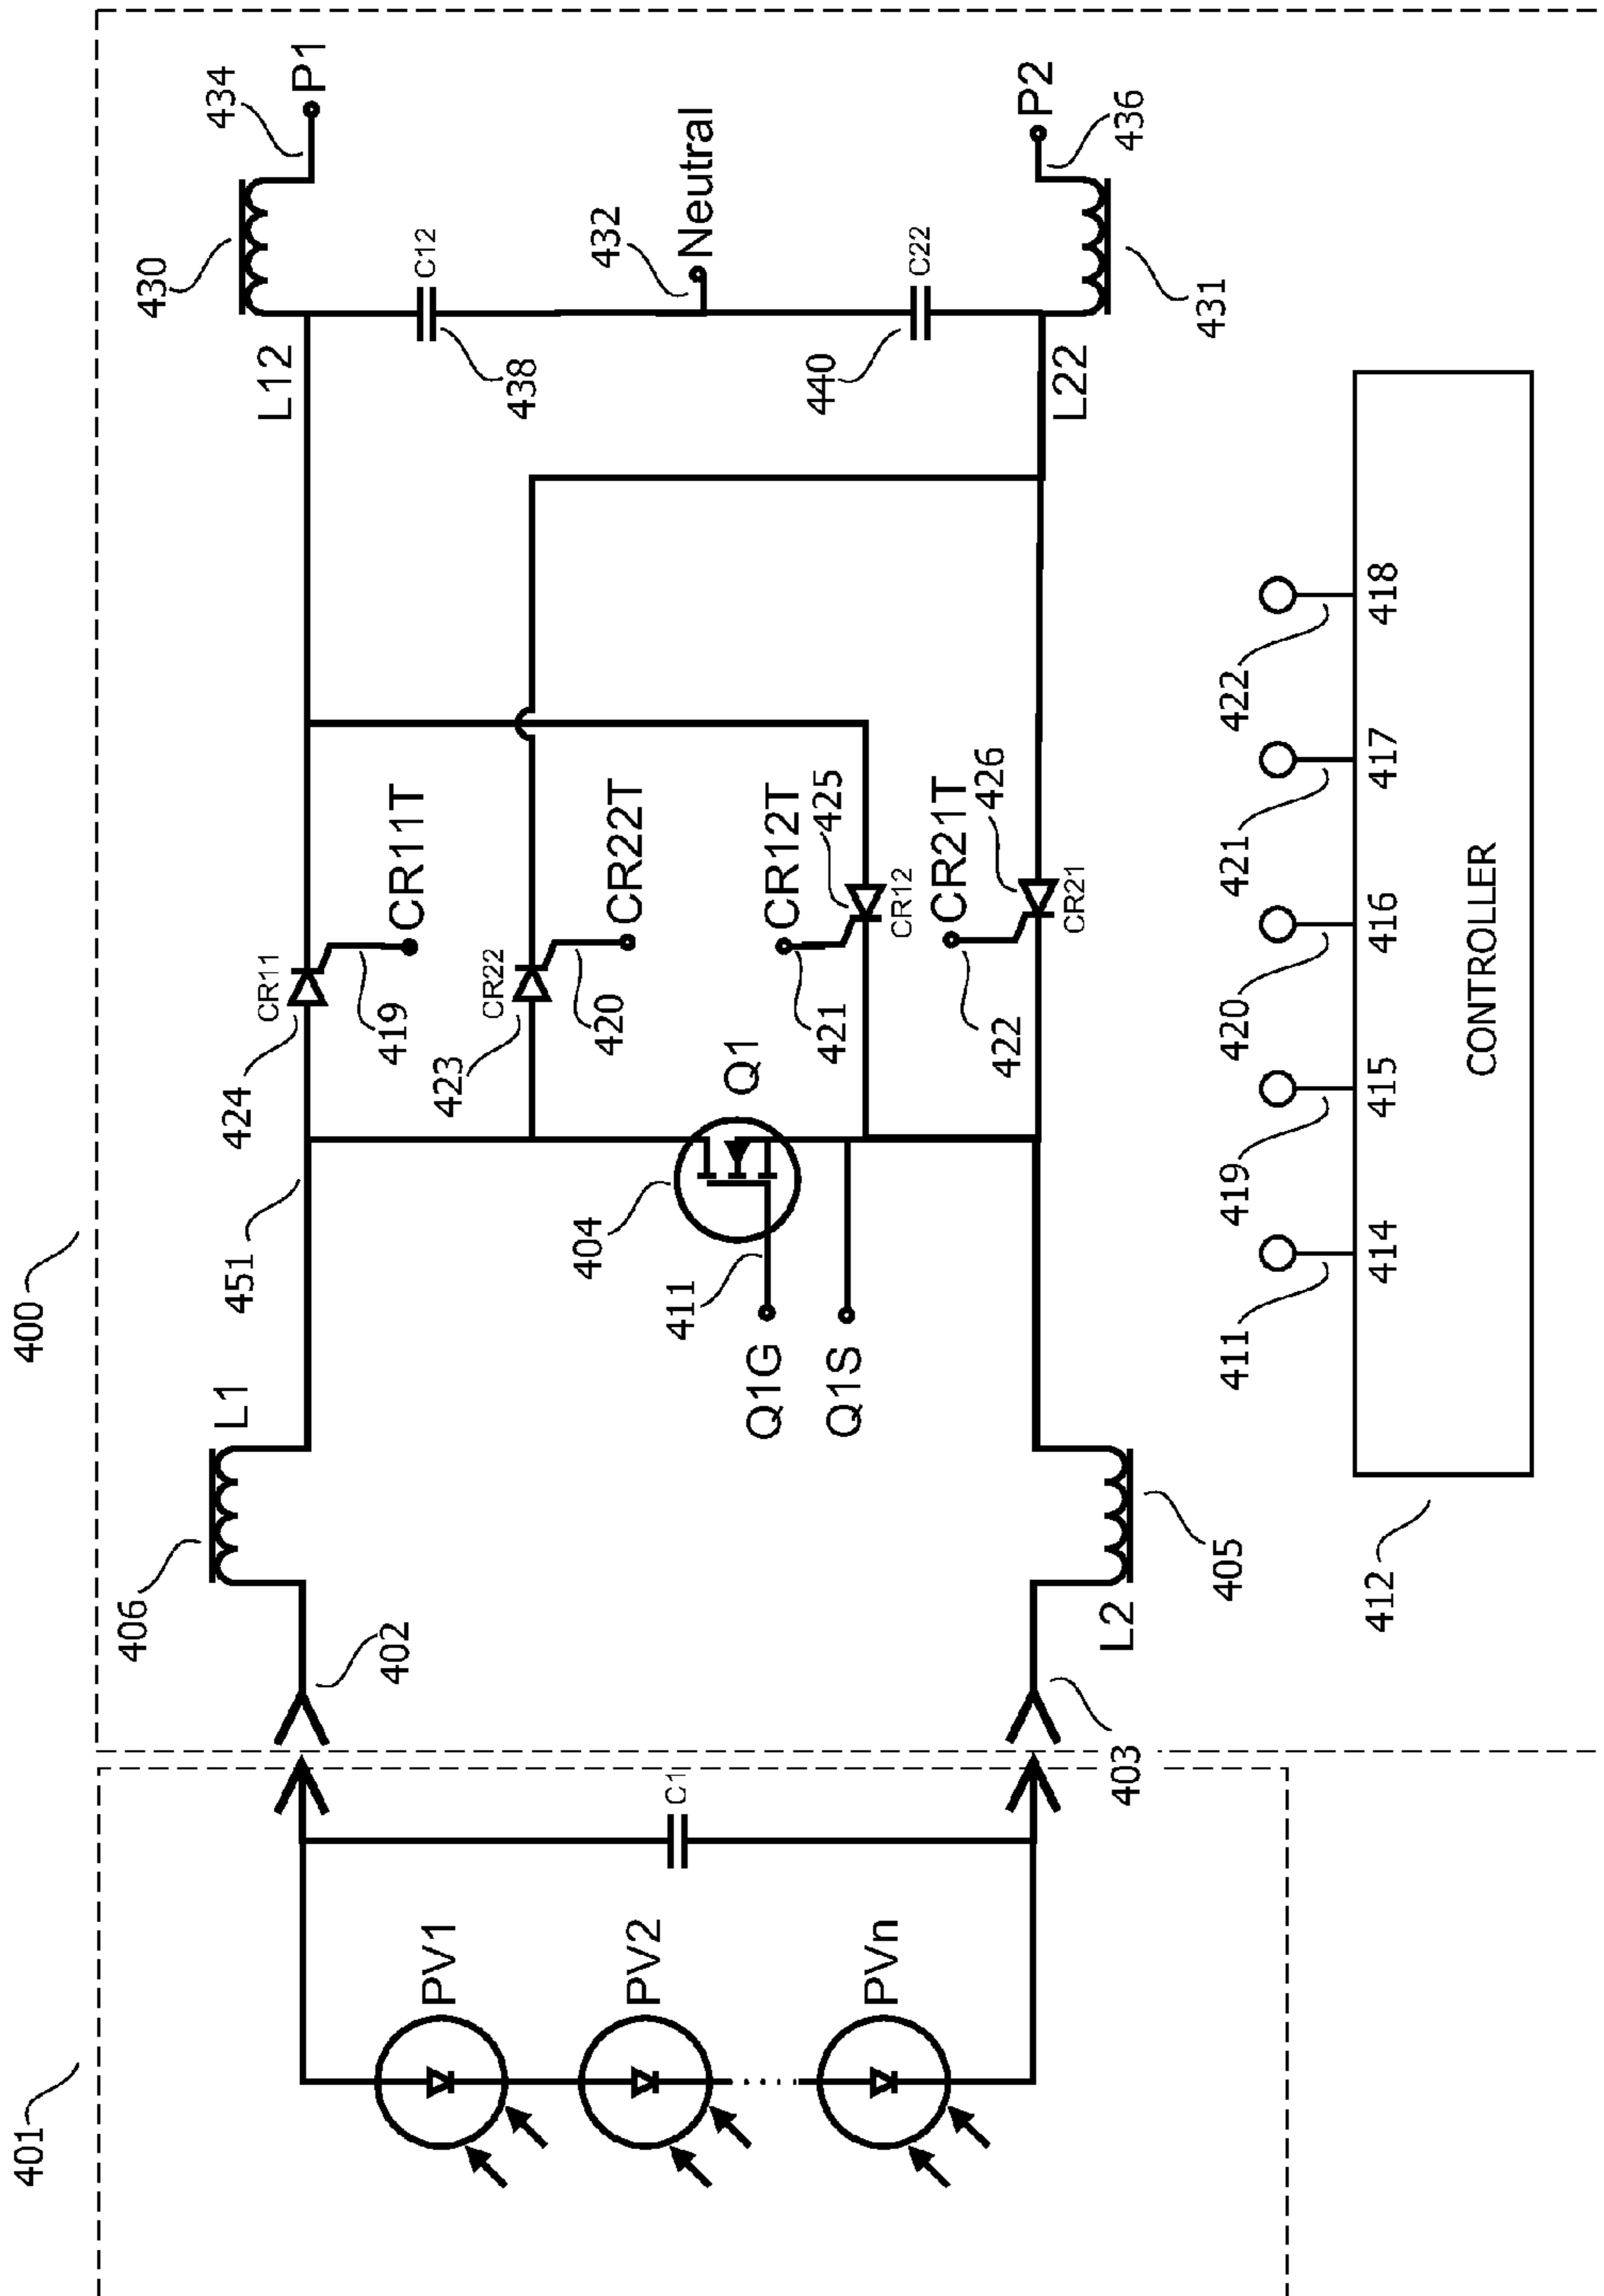 401
400
PV1
PV2
PVn
C1
406
402
L1
451
403
L2
405
Q1G
Q1S
411
404
Q1
424
CR11
419
CR11T
423
CR22
420
CR22T
421
CR12T
425
CR12
422
CR21T
426
CR21
L12
430
434
P1
C12
438
432
Neutral
440
C22
L22
431
436
P2
411
419
420
421
422
414
415
416
417
418
CONTROLLER
412